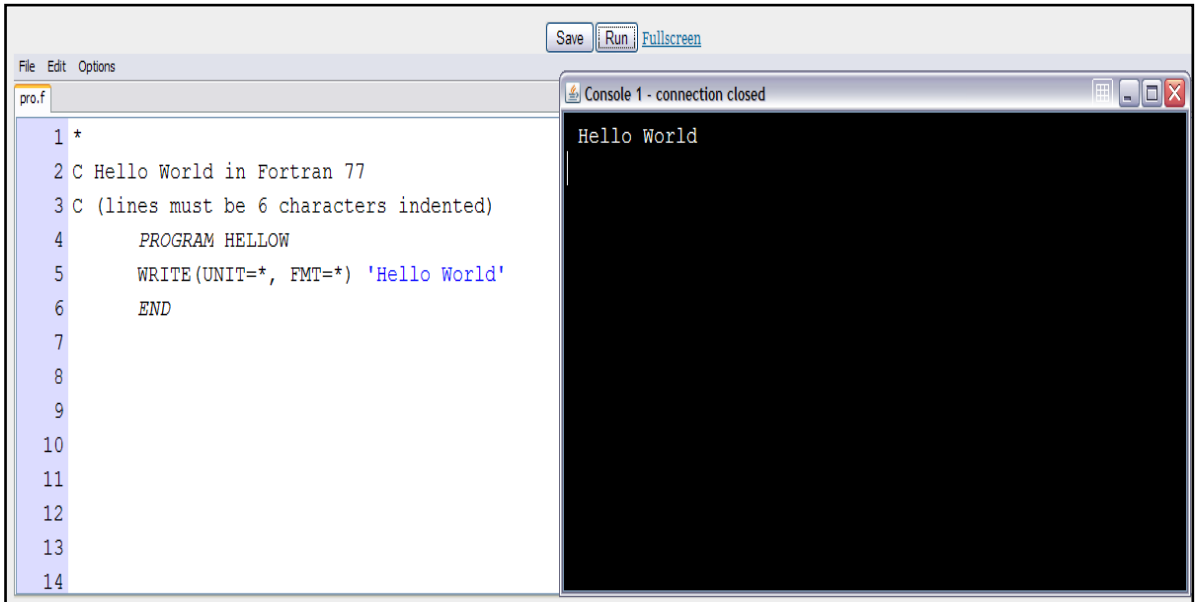 Save Run Fullscreen
File Edit Options
pro.f
1 *
2 C Hello World in Fortran 77
3 C (lines must be 6 characters indented)
4       PROGRAM HELLOW
5       WRITE(UNIT=*, FMT=*) 'Hello World'
6       END
7
8
9
10
11
12
13
14
Console 1 - connection closed
Hello World